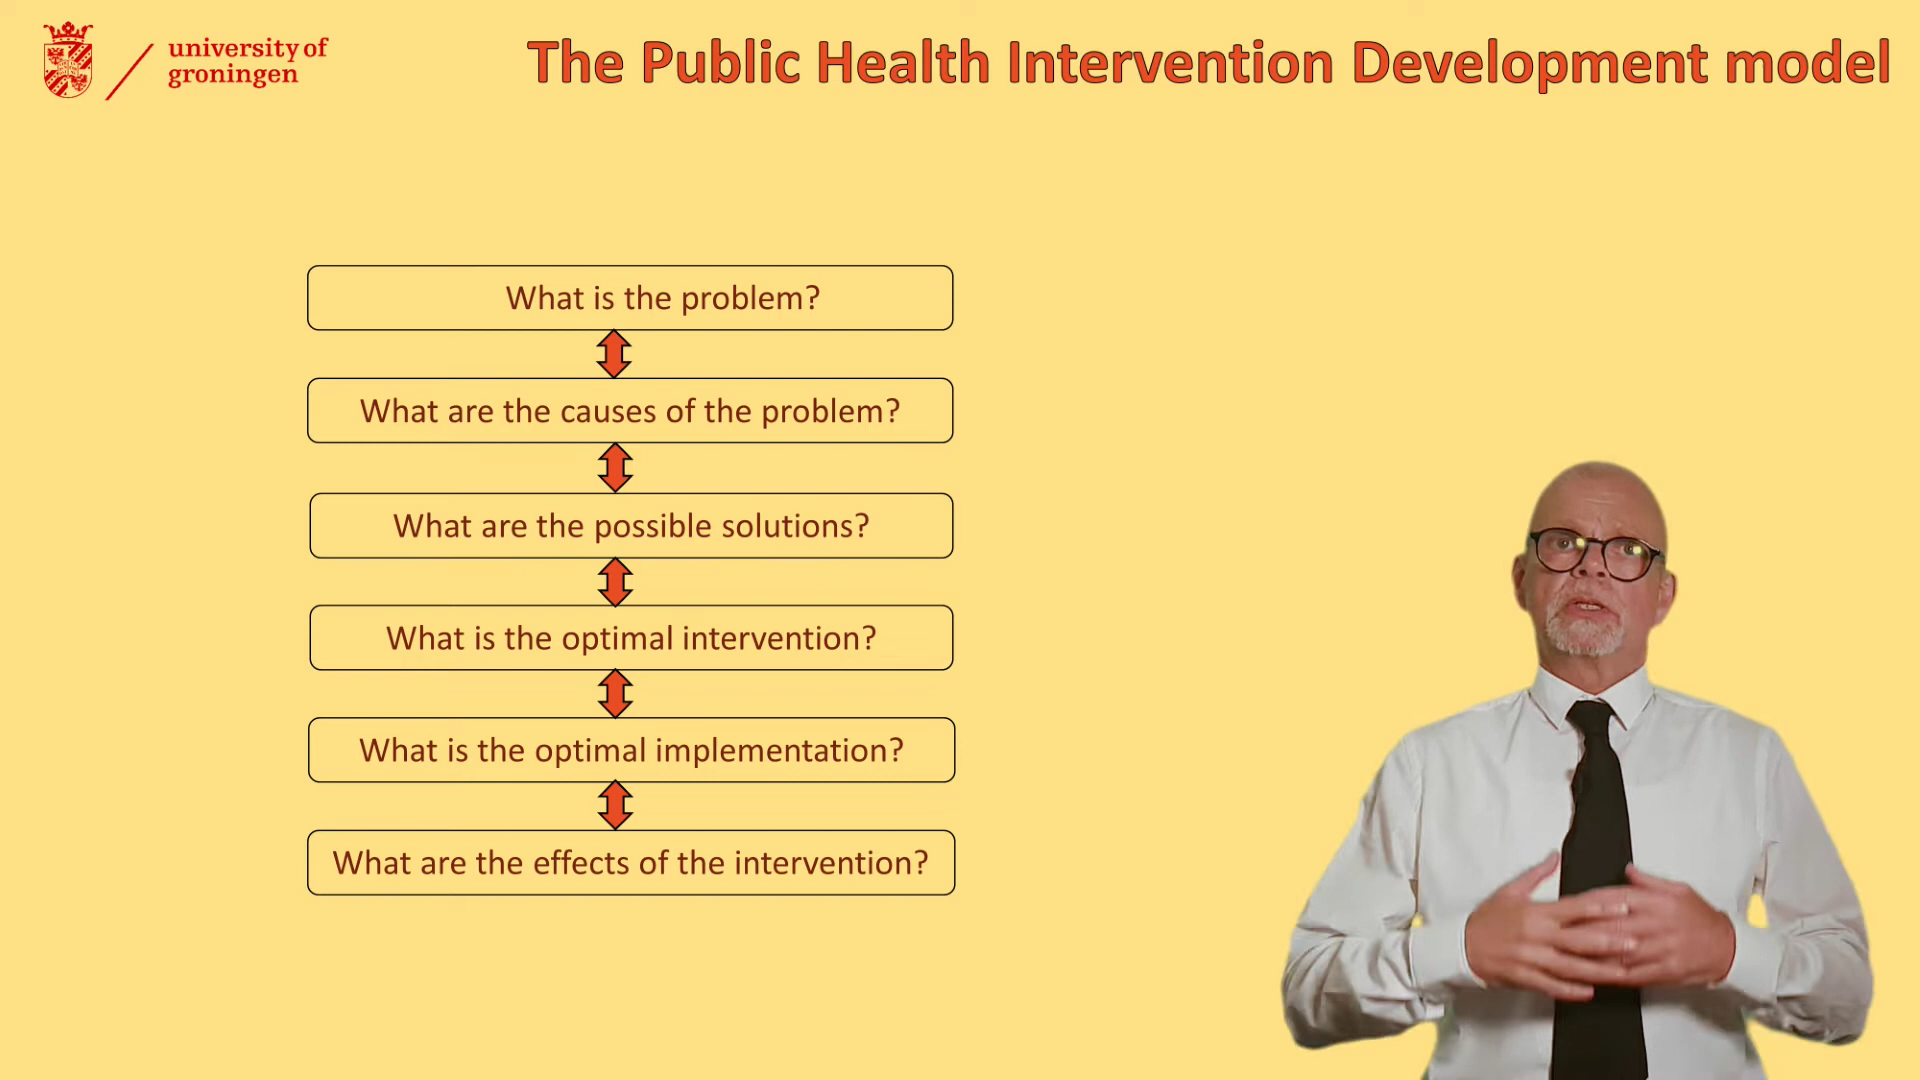 university of
groningen
The Public Health Intervention Development model
What is the problem?
What are the causes of the problem?
What are the possible solutions?
What is the optimal intervention?
What is the optimal implementation?
What are the effects of the intervention?